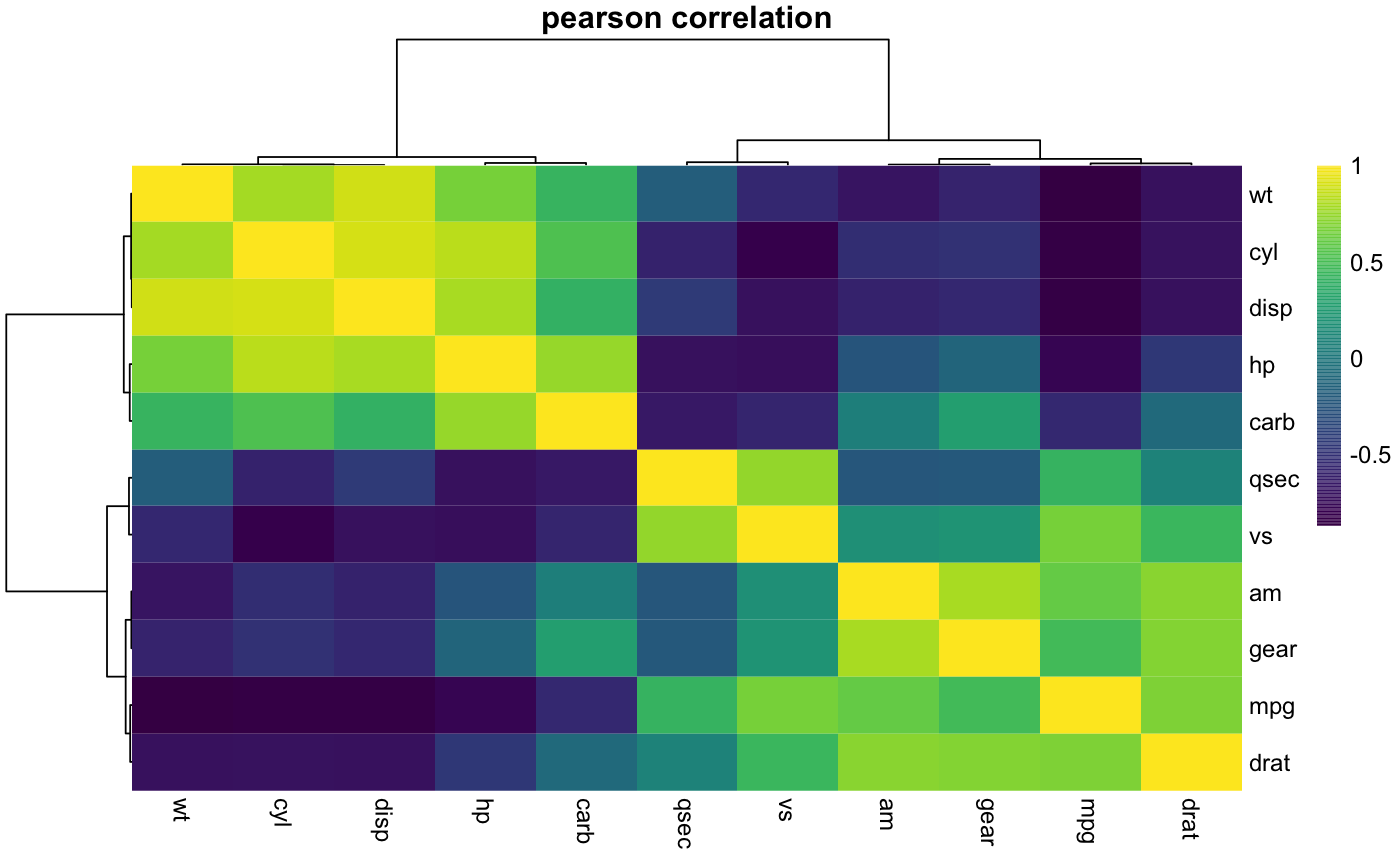 pearson correlation
1
0.5
0
-0.5
wt
cyl
disp
hp
carb
qsec
vs
am
gear
mpg
drat
wt
cyl
disp
hp
carb
qsec
vs
am
gear
mpg
drat